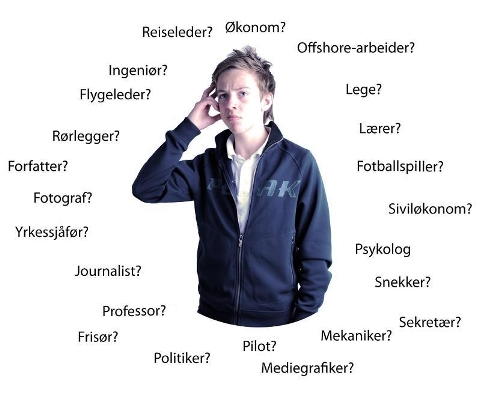 Økonom?
Reiseleder?
Offshore-arbeider?
Ingeniør?
Flygeleder?
Lege?
Rørlegger?
Lærer?
Forfatter?
Fotballspiller?
Fotograf?
Siviløkonom?
Yrkessjåfør?
Psykolog
Journalist?
Snekker?
Professor?
Sekretær?
Frisør?
Mekaniker?
Politiker?
Pilot?
Mediegrafiker?